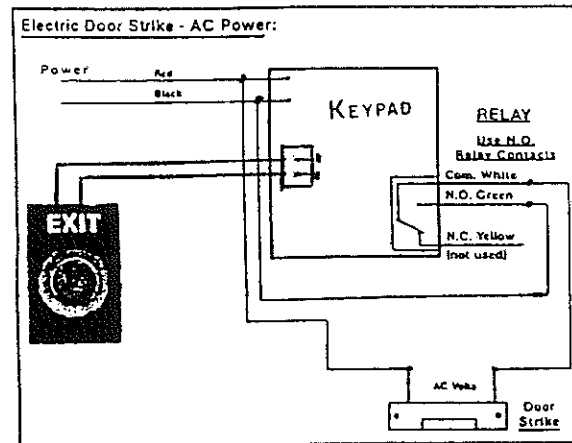 Electric Door Strike - AC Power:
Power
Red
Black
KEYPAD
RELAY
Use N.O.
Relay Contacts
Com. White
N.O. Green
N.C. Yellow
(not used)
EXIT
AC Volts
Door
Strike